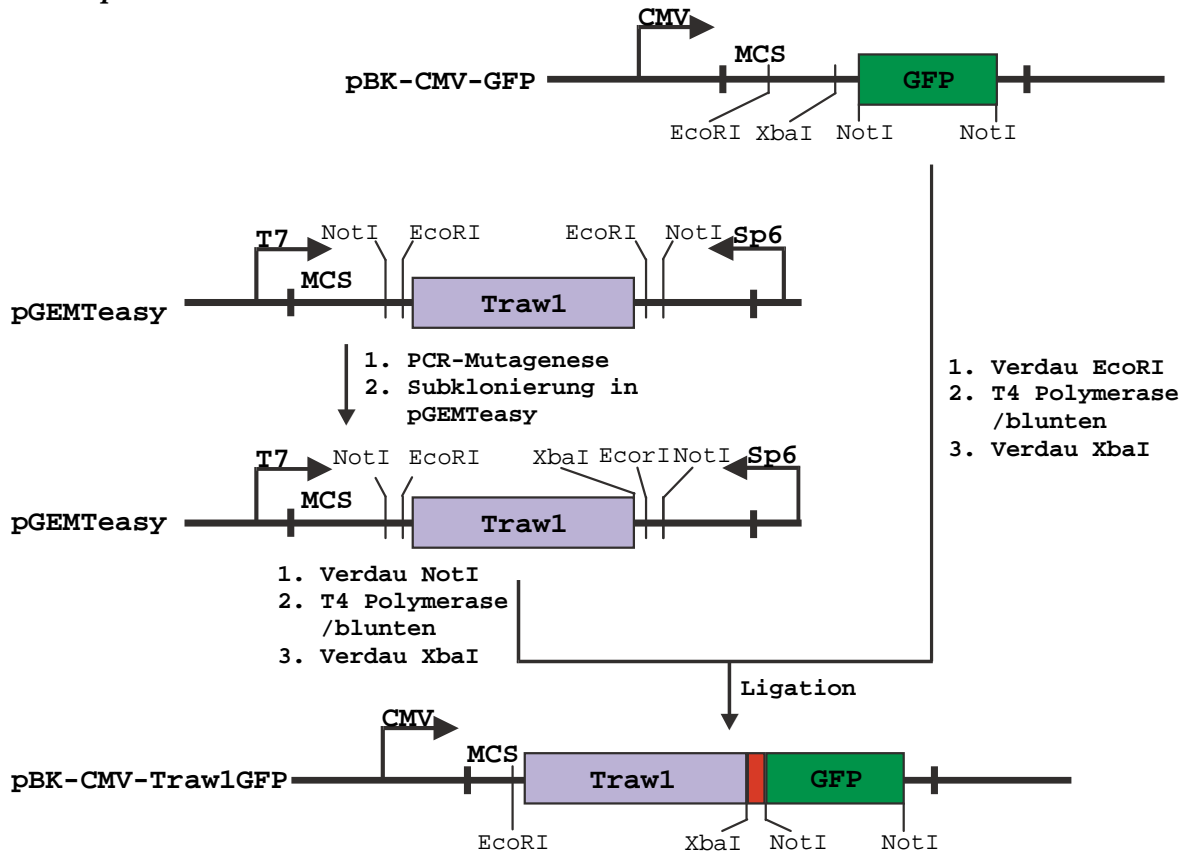 CMV
MCS
pBK-CMV-GFP
GFP
EcoRI XbaI NotI NotI
T7 NotI EcoRI EcoRI NotI Sp6
MCS
pGEMTeasy
Traw1
1. PCR-Mutagenese
2. Subklonierung in
pGEMTeasy
1. Verdau EcoRI
2. T4 Polymerase
/blunten
3. Verdau XbaI
T7 NotI EcoRI XbaI EcorI NotI Sp6
MCS
pGEMTeasy
Traw1
1. Verdau NotI
2. T4 Polymerase
/blunten
3. Verdau XbaI
Ligation
CMV
MCS
pBK-CMV-Traw1GFP
Traw1 GFP
EcoRI XbaI NotI NotI